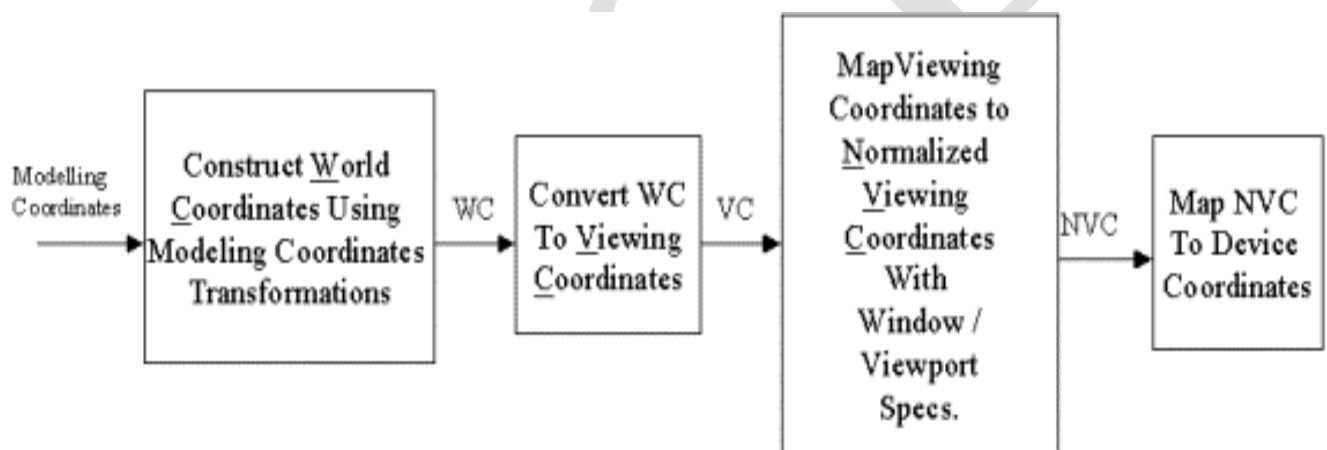 Modelling
Coordinates
Construct World
Coordinates Using
Modeling Coordinates
Transformations
WC
Convert WC
To Viewing
Coordinates
VC
MapViewing
Coordinates to
Normalized
Viewing
Coordinates
With
Window /
Viewport
Specs.
NVC
Map NVC
To Device
Coordinates